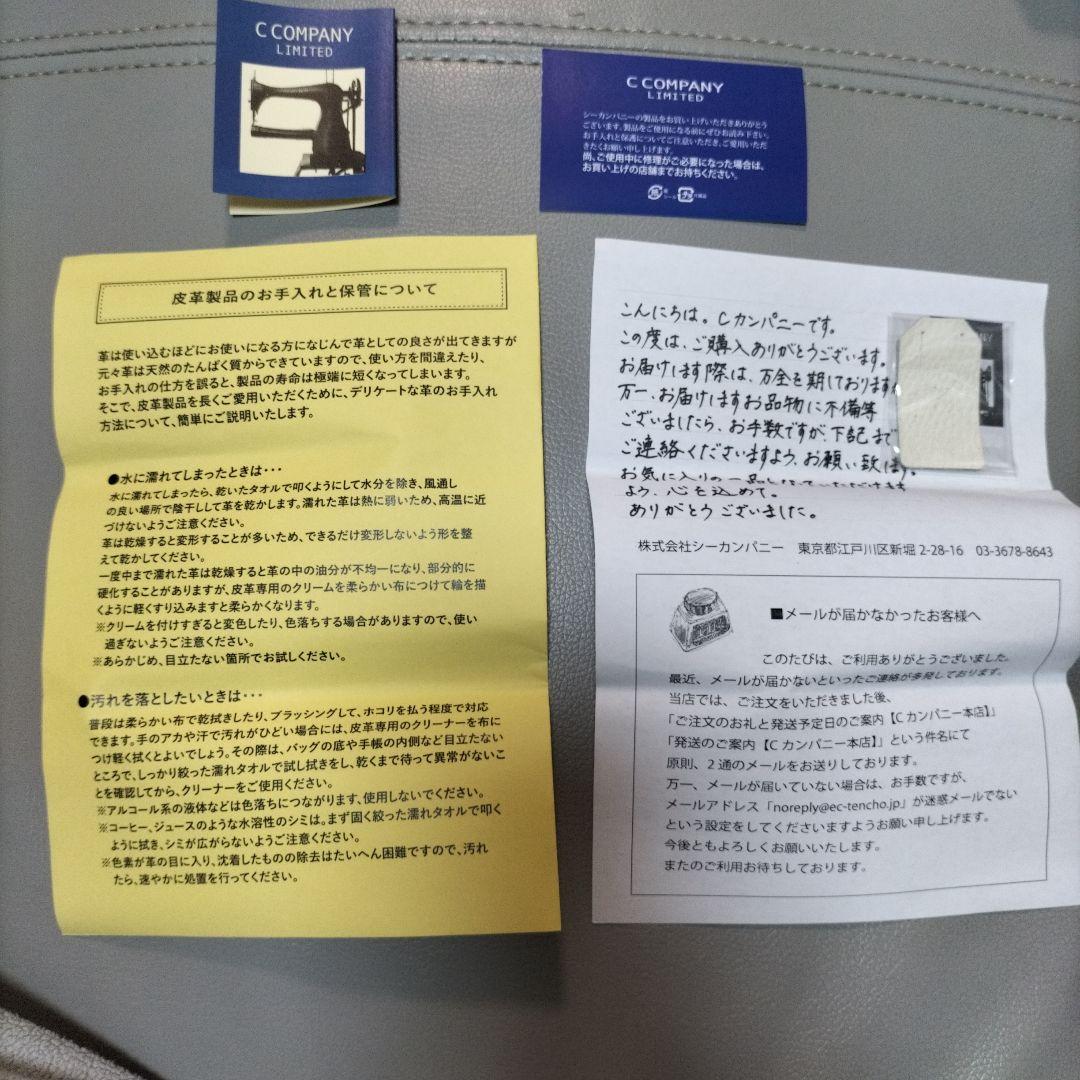 C COMPANY
LIMITED
C COMPANY
LIMITED
シーカンパニーの製品をお買い上げいただきありがとう
ございます。製品をご使用になる前にぜひお読み下さい。
お手入れと保護についてご注意いただき、ご愛用いただ
きたくお願い申し上げます。
尚、ご使用中に修理がご必要になった場合は、
お買い上げの店舗までお持ちください。
皮革製品のお手入れと保管について
革は使い込むほどにお使いになる方になじんで革としての良さが出てきますが
元々革は天然のたんぱく質からできていますので、使い方を間違えたり、
お手入れの仕方を誤ると、製品の寿命は極端に短くなってしまいます。
そこで、皮革製品を長くご愛用いただくために、デリケートな革のお手入れ
方法について、簡単にご説明いたします。
●水に濡れてしまったときは・・・
水に濡れてしまったら、乾いたタオルで叩くようにして水分を除き、風通し
の良い場所で陰干しして革を乾かします。濡れた革は熱に弱いため、高温に近
づけないようご注意ください。
革は乾燥すると変形することが多いため、できるだけ変形しないよう形を整
えて乾かしてください。
一度中まで濡れた革は乾燥すると革の中の油分が不均一になり、部分的に
硬化することがありますが、皮革専用のクリームを柔らかい布につけて輪を描
くように軽くすり込みますと柔らかくなります。
※クリームを付けすぎると変色したり、色落ちする場合がありますので、使い
過ぎないようご注意ください。
※あらかじめ、目立たない箇所でお試しください。
●汚れを落としたいときは・・・
普段は柔らかい布で乾拭きしたり、ブラッシングして、ホコリを払う程度で対応
できます。手のアカや汗で汚れがひどい場合には、皮革専用のクリーナーを布に
つけ軽く拭くとよいでしょう。その際は、バッグの底や手帳の内側など目立たない
ところで、しっかり絞った濡れタオルで試し拭きをし、乾くまで待って異常がないこ
とを確認してから、クリーナーをご使用ください。
※アルコール系の液体などは色落ちにつながります、使用しないでください。
※コーヒー、ジュースのような水溶性のシミは。まず固く絞った濡れタオルで叩く
ように拭き、シミが広がらないようご注意ください。
※色素が革の目に入り、沈着したものの除去はたいへん困難ですので、汚れ
たら、速やかに処置を行ってください。
こんにちは。Cカンパニーです。
この度は、ご購入ありがとうございます。
お届けします際は、万全を期しております
万一、お届けしますお品物に不備等
ございましたら、お手数ですが、下記まで
ご連絡くださいますよう、お願い致します。
お気に入りの一品となっていただけます
よう、心を込めて。
ありがとうございました。
株式会社シーカンパニー 東京都江戸川区新堀 2-28-16 03-3678-8643
■メールが届かなかったお客様へ
このたびは、ご利用ありがとうございました。
最近、メールが届かないといったご連絡が多発しております。
当店では、ご注文をいただきました後、
「ご注文のお礼と発送予定日のご案内【C カンパニー本店】」
「発送のご案内【C カンパニー本店】」という件名にて
原則、2 通のメールをお送りしております。
万一、メールが届いていない場合は、お手数ですが、
メールアドレス「noreply@ec-tencho.jp」が迷惑メールでない
という設定をしてくださいますようお願い申し上げます。
今後ともよろしくお願いいたします。
またのご利用お待ちしております。